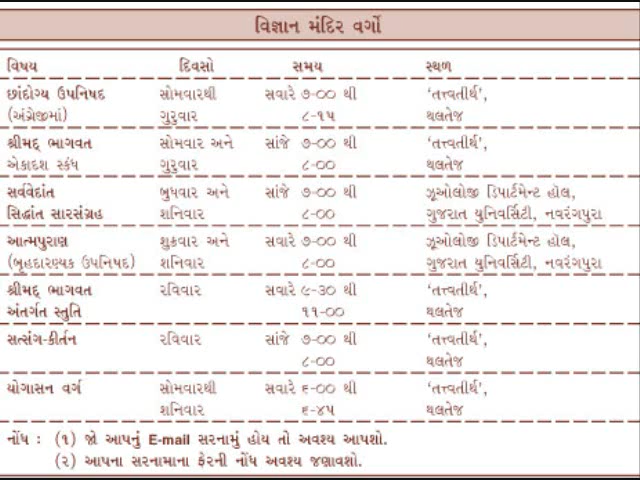 વિજ્ઞાન મંદિર વર્ગો
વિષય દિવસો સમય સ્થળ
છાંદોગ્ય ઉપનિષદ સોમવારથી સવારે ૭-૦૦ થી ‘તત્ત્વતીર્થ’,
(અંગ્રેજીમાં) ગુરુવાર ૮-૧૫ થલતેજ
શ્રીમદ્ ભાગવત સોમવાર અને સાંજે ૭-૦૦ થી ‘તત્ત્વતીર્થ’,
એકાદશ સ્કંધ ગુરુવાર ૮-૦૦ થલતેજ
સર્વવેદાંત બુધવાર અને સાંજે ૭-૦૦ થી ઝૂઓલોજી ડિપાર્ટમેન્ટ હૉલ,
સિદ્ધાંત સારસંગ્રહ શનિવાર ૮-૦૦ ગુજરાત યુનિવર્સિટી, નવરંગપુરા
આત્મપુરાણ શુક્રવાર અને સવારે ૭-૦૦ થી ઝૂઓલોજી ડિપાર્ટમેન્ટ હૉલ,
(બૃહદારણ્યક ઉપનિષદ) શનિવાર ૮-૦૦ ગુજરાત યુનિવર્સિટી, નવરંગપુરા
શ્રીમદ્ ભાગવત રવિવાર સવારે ૯-૩૦ થી ‘તત્ત્વતીર્થ’,
અંતર્ગત સ્તુતિ ૧૧-૦૦ થલતેજ
સત્સંગ-કીર્તન રવિવાર સાંજે ૭-૦૦ થી ‘તત્ત્વતીર્થ’,
૮-૦૦ થલતેજ
યોગાસન વર્ગ સોમવારથી સવારે ૬-૦૦ થી ‘તત્ત્વતીર્થ’,
શનિવાર ૬-૪૫ થલતેજ
નોંધ : (૧) જો આપનું E-mail સરનામું હોય તો અવશ્ય આપશો.
(૨) આપના સરનામાના ફેરની નોંધ અવશ્ય જણાવશો.